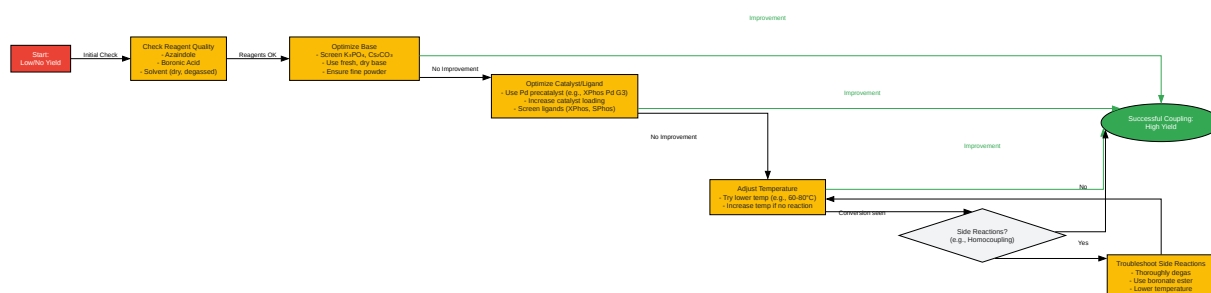 Improvement
Start:
Low/No Yield
Initial Check
Check Reagent Quality
- Azaindole
- Boronic Acid
- Solvent (dry, degassed)
Reagents OK
Optimize Base
- Screen K₃PO₄, Cs₂CO₃
- Use fresh, dry base
- Ensure fine powder
No Improvement
Optimize Catalyst/Ligand
- Use Pd precatalyst (e.g., XPhos Pd G3)
- Increase catalyst loading
- Screen ligands (XPhos, SPhos)
Improvement
Successful Coupling:
High Yield
No Improvement
Improvement
Adjust Temperature
- Try lower temp (e.g., 60-80°C)
- Increase temp if no reaction
No
Conversion seen
Side Reactions?
(e.g., Homocoupling)
Yes
Troubleshoot Side Reactions
- Thoroughly degas
- Use boronate ester
- Lower temperature